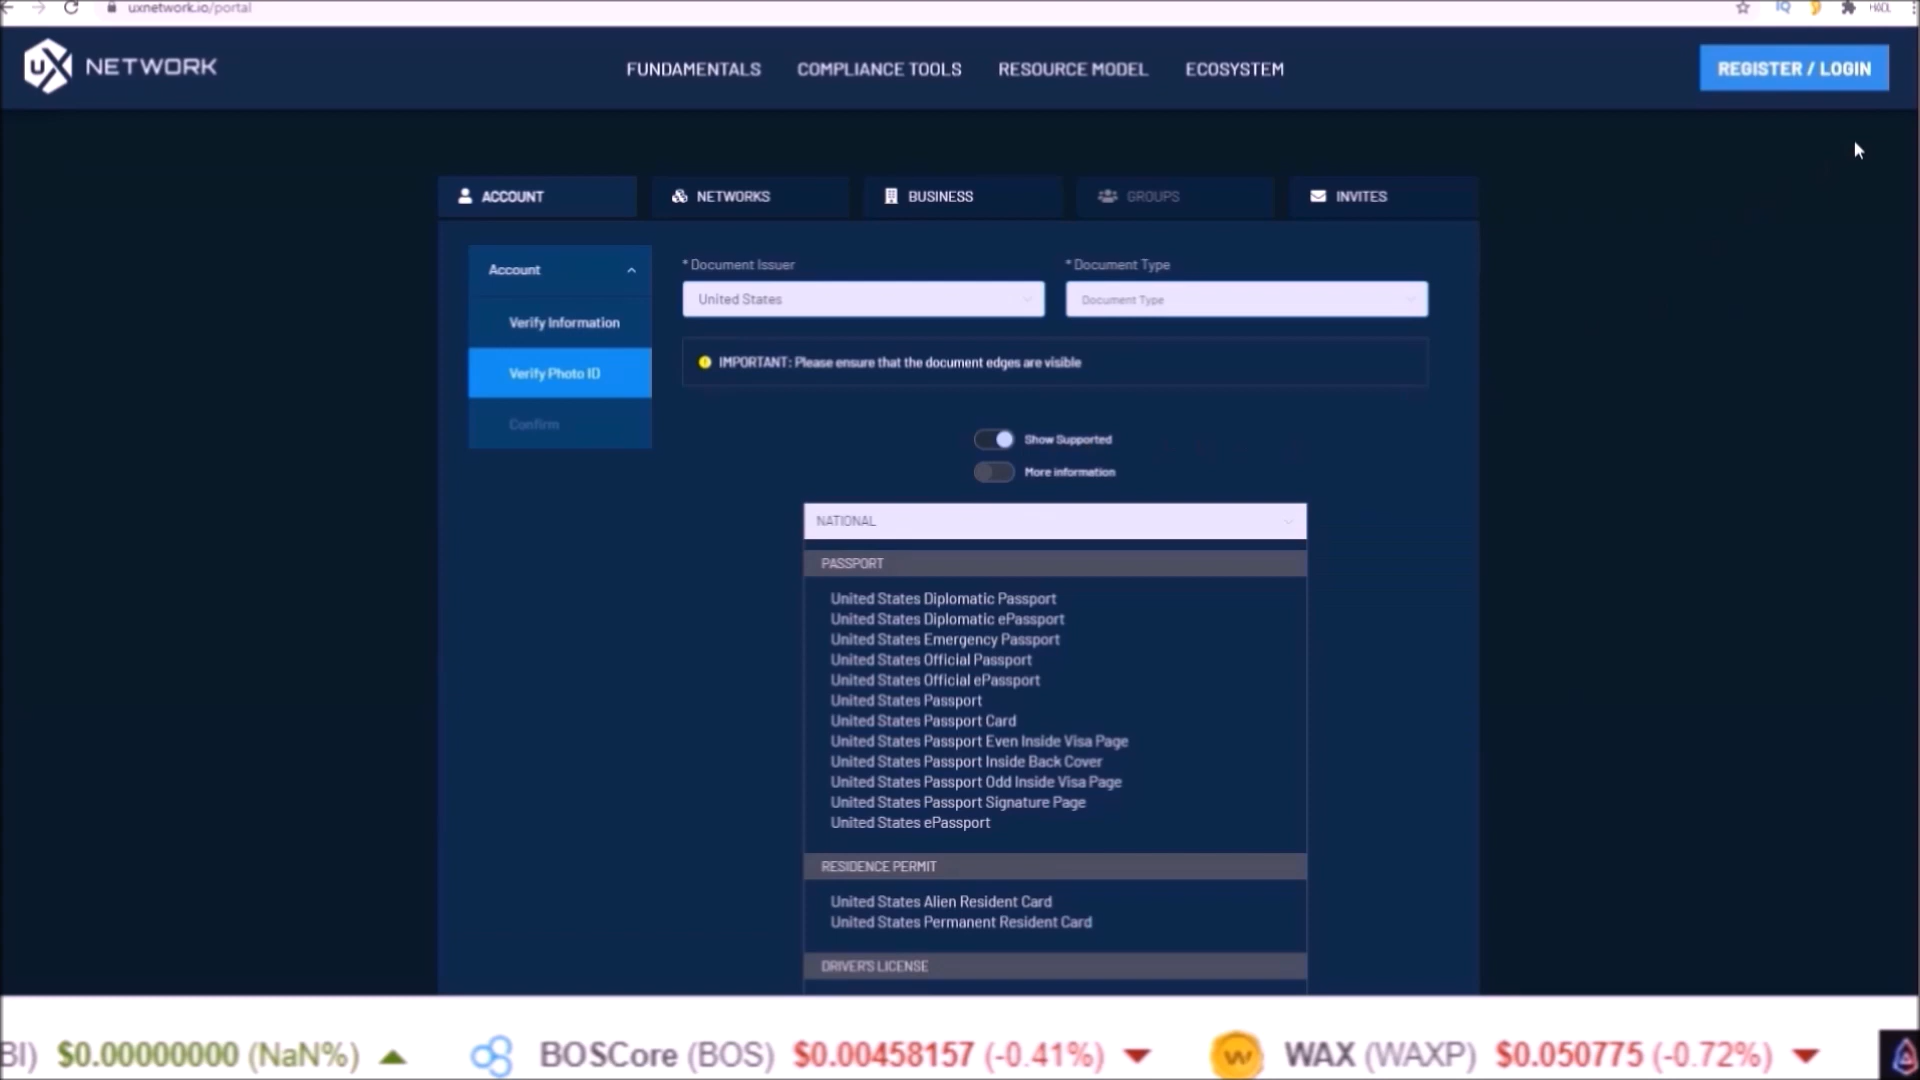 uxnetwork.io/portal
UX NETWORK
FUNDAMENTALS COMPLIANCE TOOLS RESOURCE MODEL ECOSYSTEM
REGISTER / LOGIN
ACCOUNT NETWORKS BUSINESS GROUPS INVITES
Account
Verify Information
Verify Photo ID
Confirm
* Document Issuer * Document Type
United States Document Type
IMPORTANT: Please ensure that the document edges are visible
Show Supported
More information
NATIONAL
PASSPORT
United States Diplomatic Passport
United States Diplomatic ePassport
United States Emergency Passport
United States Official Passport
United States Official ePassport
United States Passport
United States Passport Card
United States Passport Even Inside Visa Page
United States Passport Inside Back Cover
United States Passport Odd Inside Visa Page
United States Passport Signature Page
United States ePassport
RESIDENCE PERMIT
United States Alien Resident Card
United States Permanent Resident Card
DRIVER'S LICENSE
BI) $0.00000000 (NaN%) BOSCore (BOS) $0.00458157 (-0.41%) WAX (WAXP) $0.050775 (-0.72%)